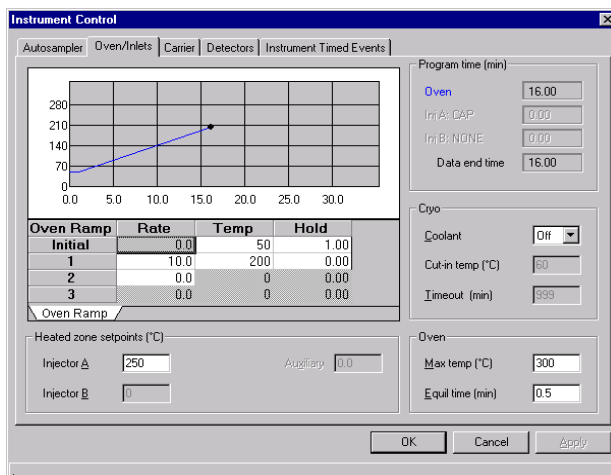 Instrument Control
Autosampler Oven/Inlets Carrier Detectors Instrument Timed Events
280
210
140
70
0
0.0 5.0 10.0 15.0 20.0 25.0 30.0
Oven Ramp Rate Temp Hold
Initial 0.0 50 1.00
1 10.0 200 0.00
2 0.0 0 0.00
3 0.0 0 0.00
Oven Ramp
Program time (min)
Oven 16.00
Inj A: CAP 0.00
Inj B: NONE 0.00
Data end time 16.00
Cryo
Coolant Off
Cut-in temp (°C) 60
Timeout (min) 999
Heated zone setpoints (°C)
Injector A 250 Auxiliary 0.0
Injector B 0
Oven
Max temp (°C) 300
Equil time (min) 0.5
OK Cancel Apply